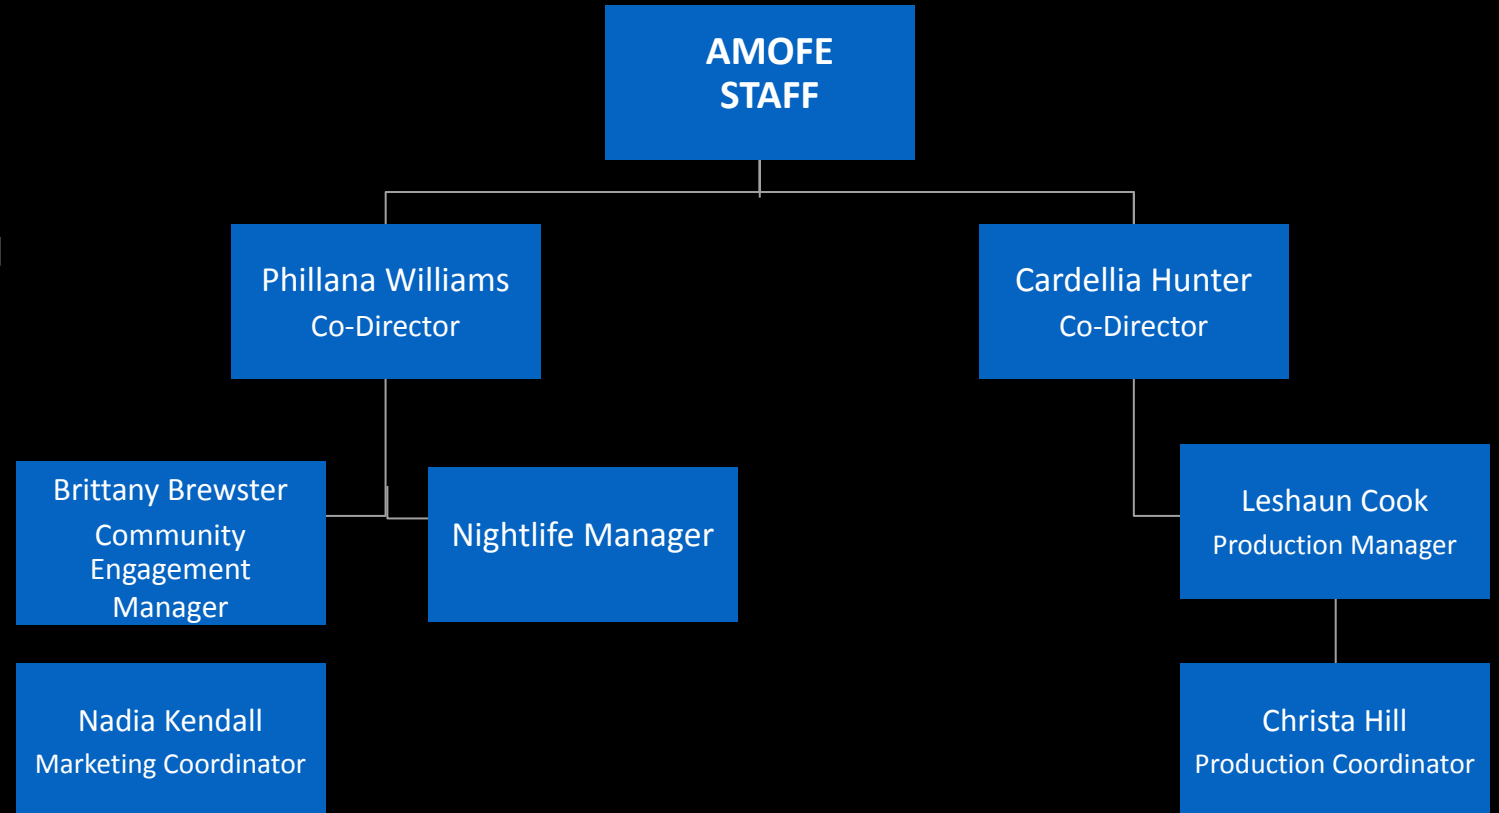 AMOFE
STAFF
Phillana Williams
Co-Director
Cardellia Hunter
Co-Director
Brittany Brewster
Community
Engagement
Manager
Nightlife Manager
Leshaun Cook
Production Manager
Nadia Kendall
Marketing Coordinator
Christa Hill
Production Coordinator